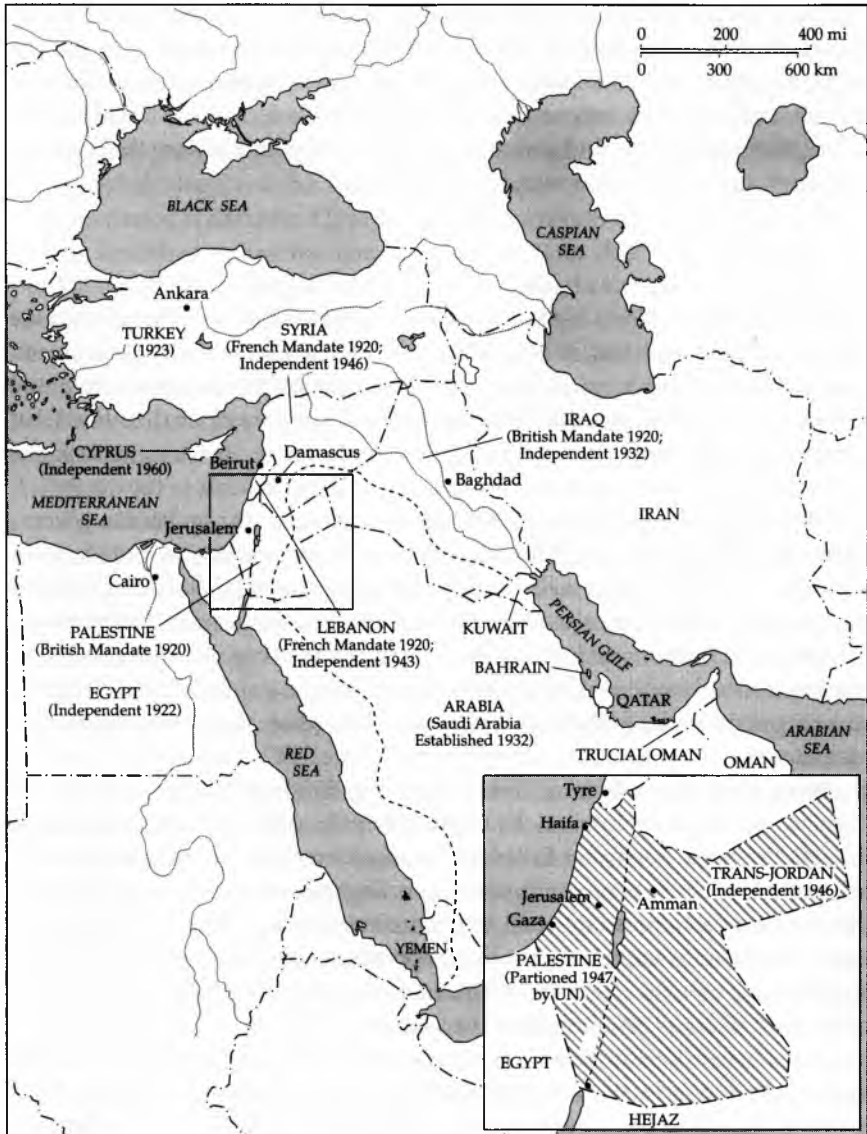 0 200 400 mi
0 300 600 km
BLACK SEA
CASPIAN
SEA
Ankara
TURKEY
(1923)
SYRIA
(French Mandate 1920;
Independent 1946)
CYPRUS
(Independent 1960)
Beirut
Damascus
IRAQ
(British Mandate 1920;
Independent 1932)
Baghdad
MEDITERRANEAN
SEA
Jerusalem
IRAN
Cairo
PALESTINE
(British Mandate 1920)
LEBANON
(French Mandate 1920;
Independent 1943)
KUWAIT
PERSIAN GULF
BAHRAIN
QATAR
EGYPT
(Independent 1922)
ARABIA
(Saudi Arabia
Established 1932)
ARABIAN
SEA
TRUCIAL OMAN
OMAN
RED
SEA
YEMEN
Tyre
Haifa
TRANS-JORDAN
(Independent 1946)
Jerusalem
Amman
Gaza
PALESTINE
(Partioned 1947
by UN)
EGYPT
HEJAZ